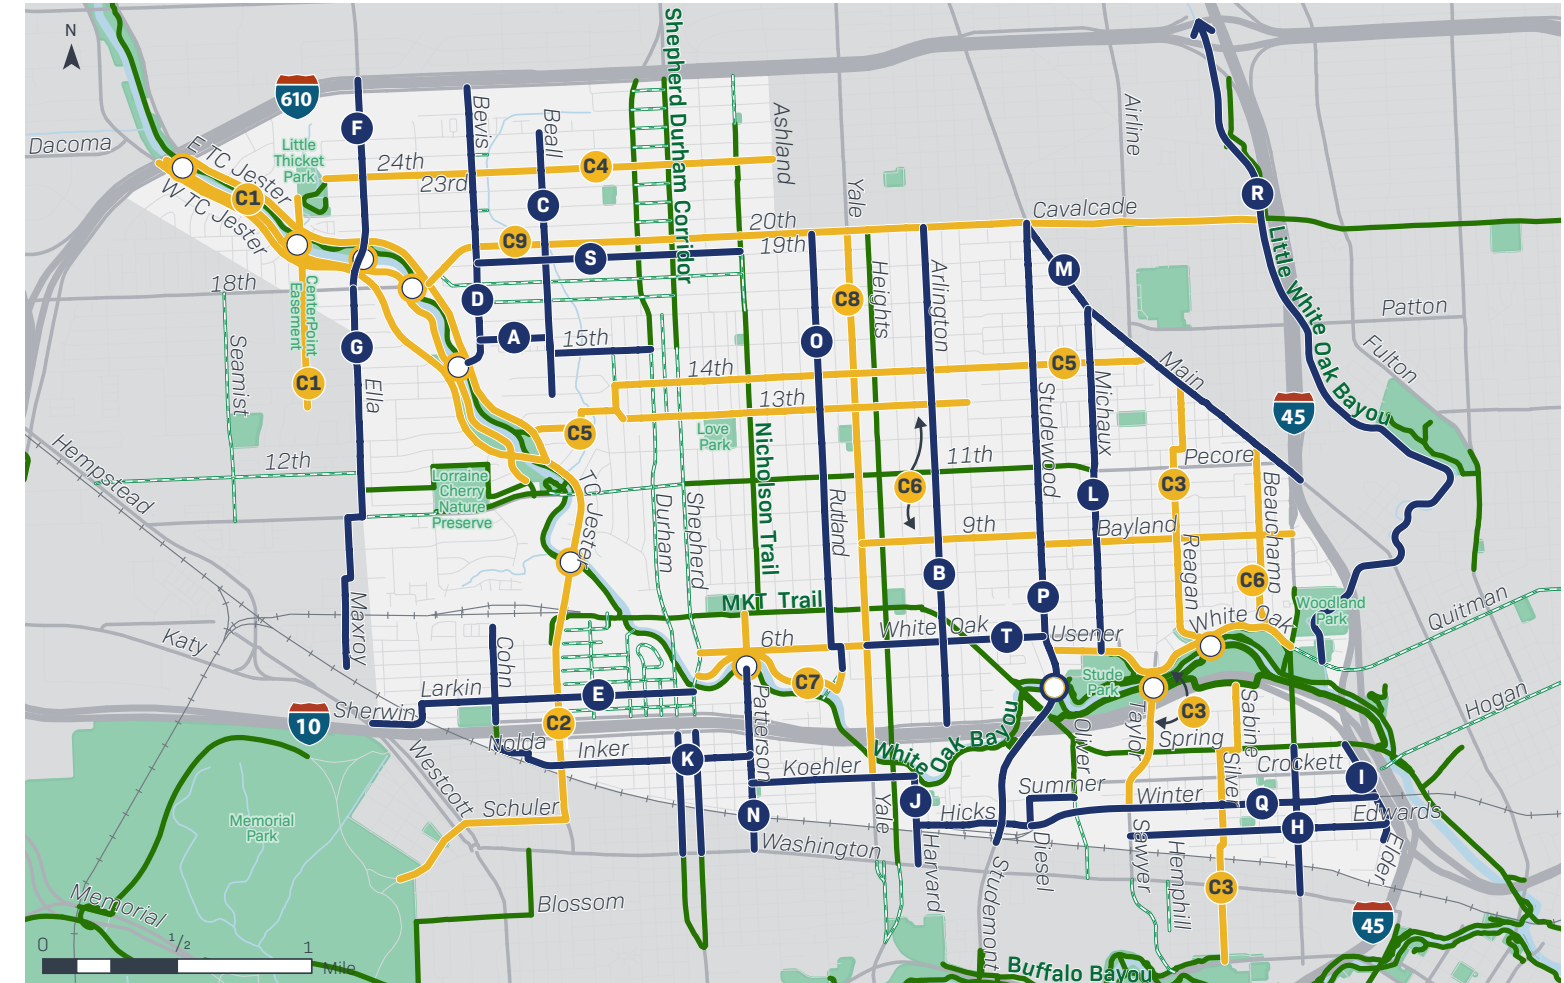 N
610
Dacoma
E TC Jester
W TC Jester
Little
Thicket
Park
F
Bevis
Beall
Shepherd Durham Corridor
Ashland
Airline
24th
23rd
C4
C1
C
Yale
R
Cavalcade
20th
19th
C9
S
M
18th
CenterPoint
Easement
D
C8
Heights
Arlington
Little White Oak Bayou
Patton
G
A
15th
O
Seamist
Ella
C1
14th
C5
Main
Fulton
13th
Michaux
Studewood
45
C5
Love
Park
Nicholson Trail
Hempstead
12th
11th
Pecore
Lorraine
Cherry
Nature
Preserve
TC Jester
C6
L
C3
Beauchamp
Durham
Shepherd
Rutland
9th
Bayland
Reagan
B
C6
P
Maxroy
MKT Trail
Woodland
Park
Quitman
Katy
Cohn
6th
White Oak
T
Usener
White Oak
Larkin
E
C7
Stude
Park
Sherwin
10
C2
Patterson
C3
Sabine
Hogan
Nolda
Inker
K
White Oak Bayou
Oliver
Taylor
Spring
Westcott
Koehler
Silver
Crockett
I
Schuler
N
J
Yale
Hicks
Summer
Winter
Q
Edwards
Memorial
Park
Washington
Harvard
Diesel
Sawyer
H
Elder
Hemphill
C3
Studemont
Memorial
Blossom
45
0
1/2
1
Mile
Buffalo Bayou